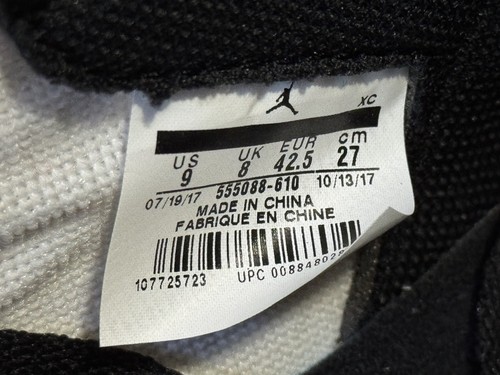 XC
US UK EUR cm
9 8 42.5 27
07/19/17 555088-610 10/13/17
MADE IN CHINA
FABRIQUE EN CHINE
107725723 UPC 00884802